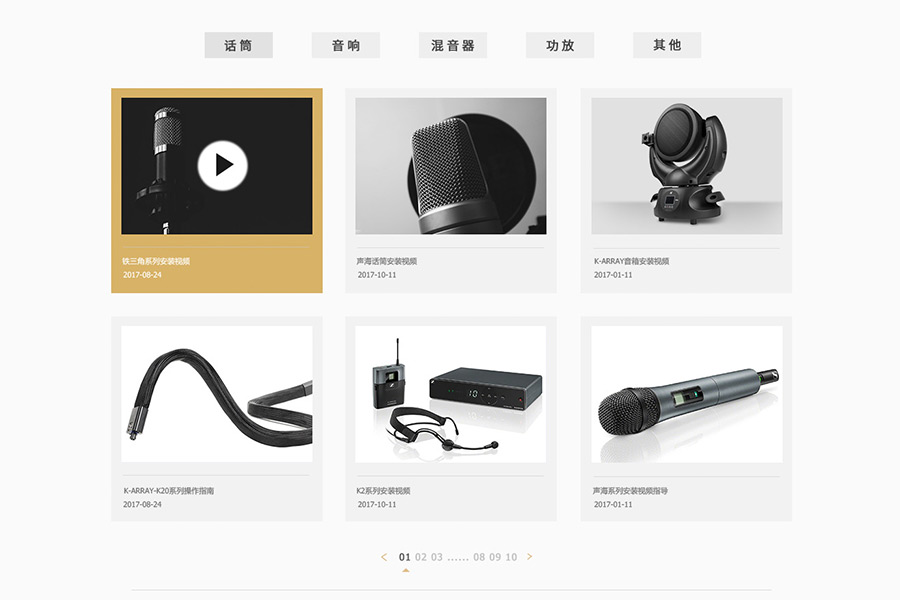 话筒
音响
混音器
功放
其他
铁三角系列安装视频
2017-08-24
声海话筒安装视频
2017-10-11
K-ARRAY音箱安装视频
2017-01-11
K-ARRAY-K20系列操作指南
2017-08-24
K2系列安装视频
2017-10-11
声海系列安装视频指导
2017-01-11
< 01 02 03 ...... 08 09 10 >